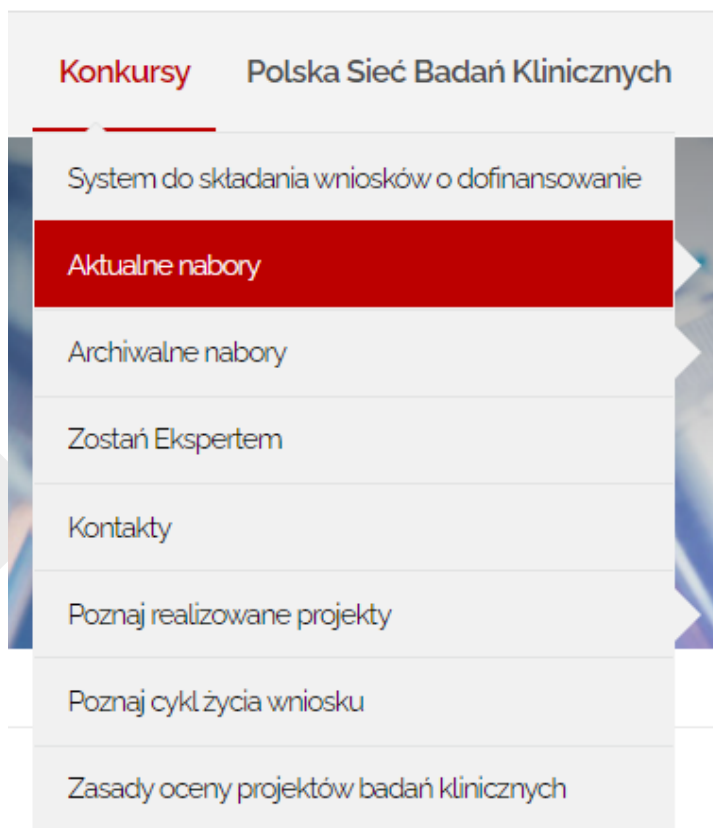 Konkursy
Polska Sieć Badań Klinicznych
System do składania wniosków o dofinansowanie
Aktualne nabory
Archiwalne nabory
Zostań Ekspertem
Kontakty
Poznaj realizowane projekty
Poznaj cykl życia wniosku
Zasady oceny projektów badań klinicznych